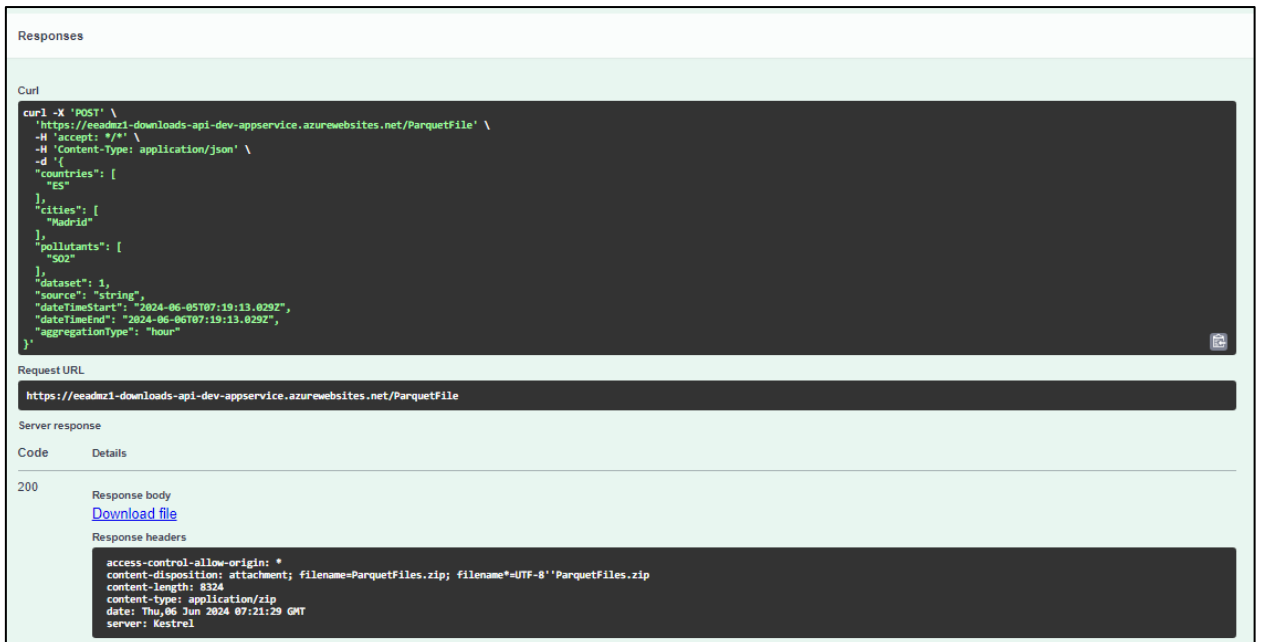 Responses
Curl
curl -X 'POST' \
  'https://eeadmz1-downloads-api-dev-appservice.azurewebsites.net/ParquetFile' \
  -H 'accept: */*' \
  -H 'Content-Type: application/json' \
  -d '{
  "countries": [
    "ES"
  ],
  "cities": [
    "Madrid"
  ],
  "pollutants": [
    "SO2"
  ],
  "dataset": 1,
  "source": "string",
  "dateTimeStart": "2024-06-05T07:19:13.029Z",
  "dateTimeEnd": "2024-06-06T07:19:13.029Z",
  "aggregationType": "hour"
}'
Request URL
https://eeadmz1-downloads-api-dev-appservice.azurewebsites.net/ParquetFile
Server response
Code Details
200
Response body
Download file
Response headers
access-control-allow-origin: *
content-disposition: attachment; filename=ParquetFiles.zip; filename*=UTF-8''ParquetFiles.zip
content-length: 8324
content-type: application/zip
date: Thu,06 Jun 2024 07:21:29 GMT
server: Kestrel